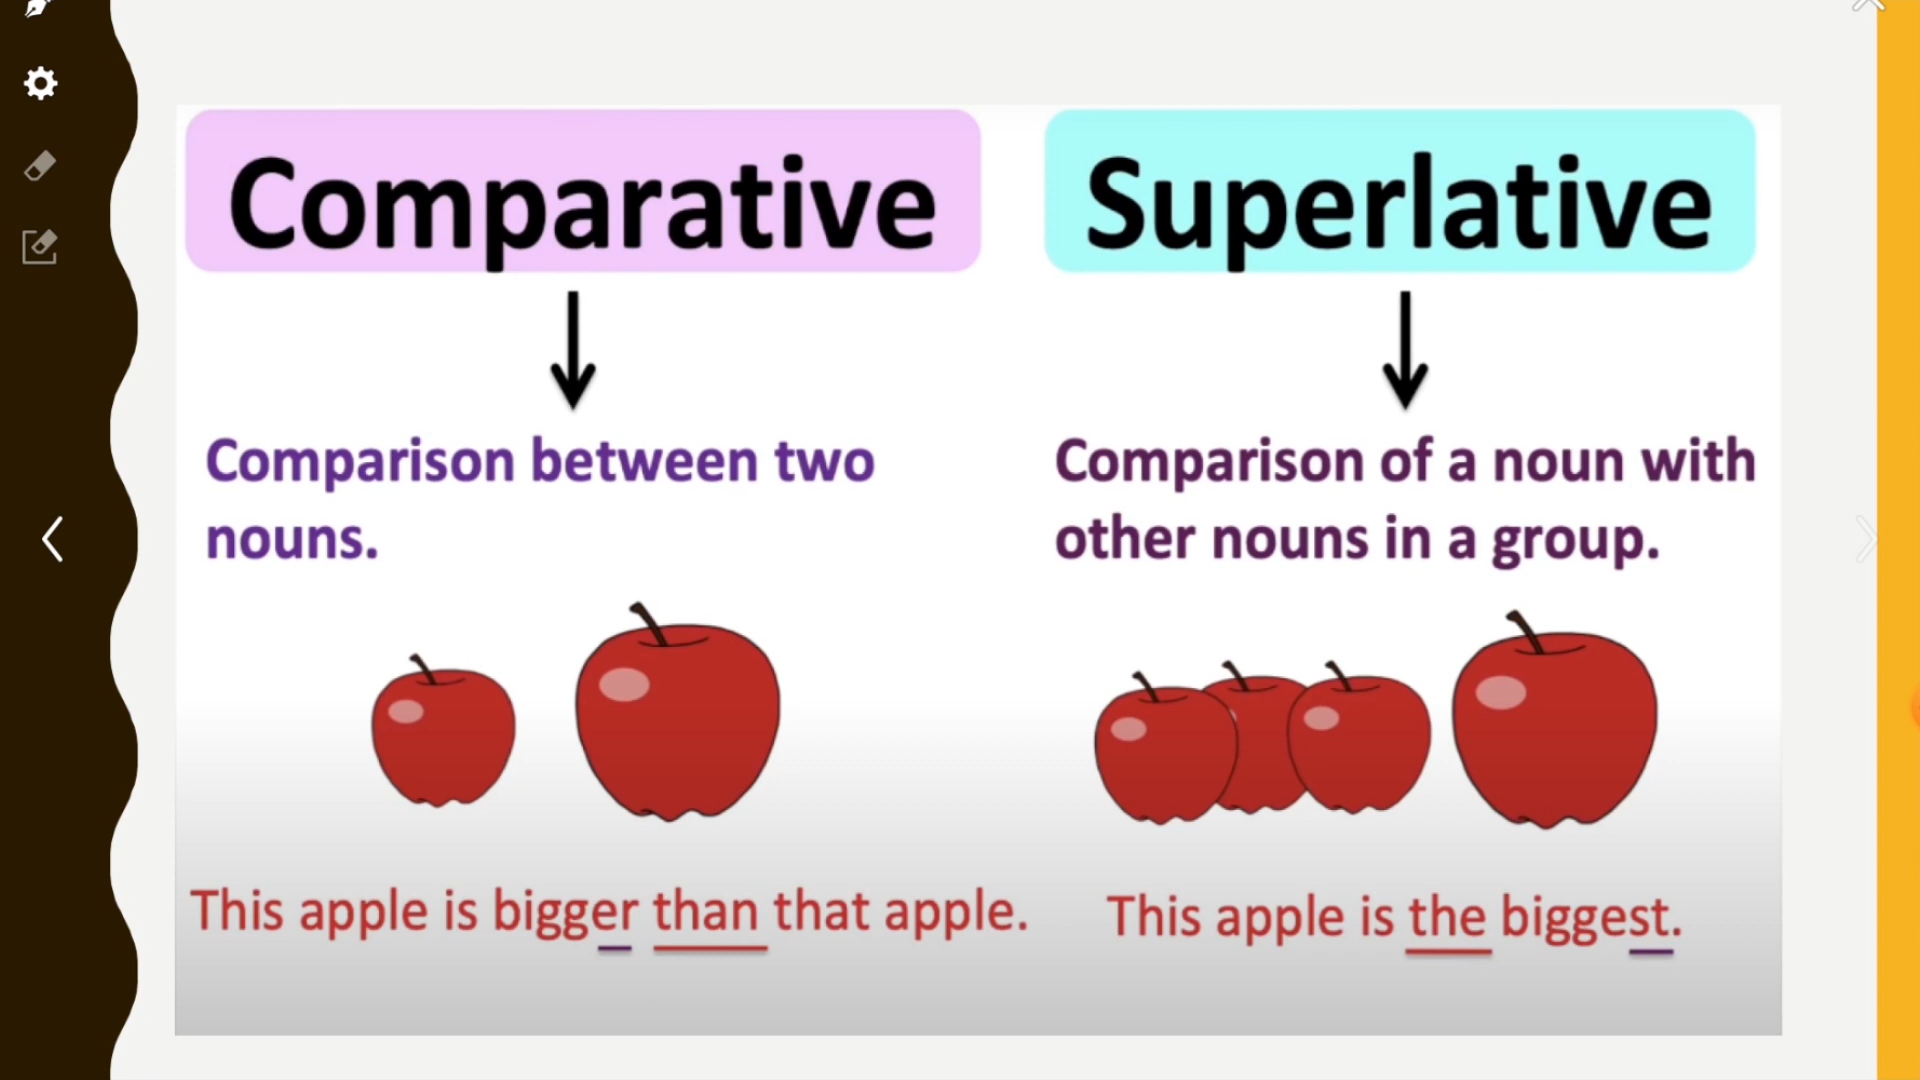 Comparative
Superlative
Comparison between two
nouns.
Comparison of a noun with
other nouns in a group.
This apple is bigger than that apple.
This apple is the biggest.